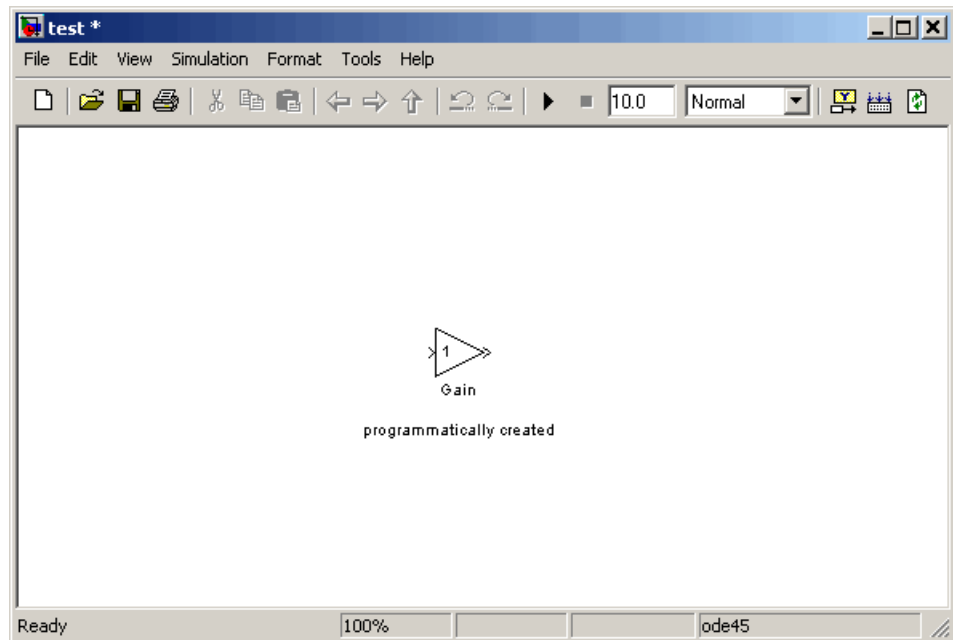 test *
File Edit View Simulation Format Tools Help
10.0 Normal
1
Gain
programmatically created
Ready 100% ode45